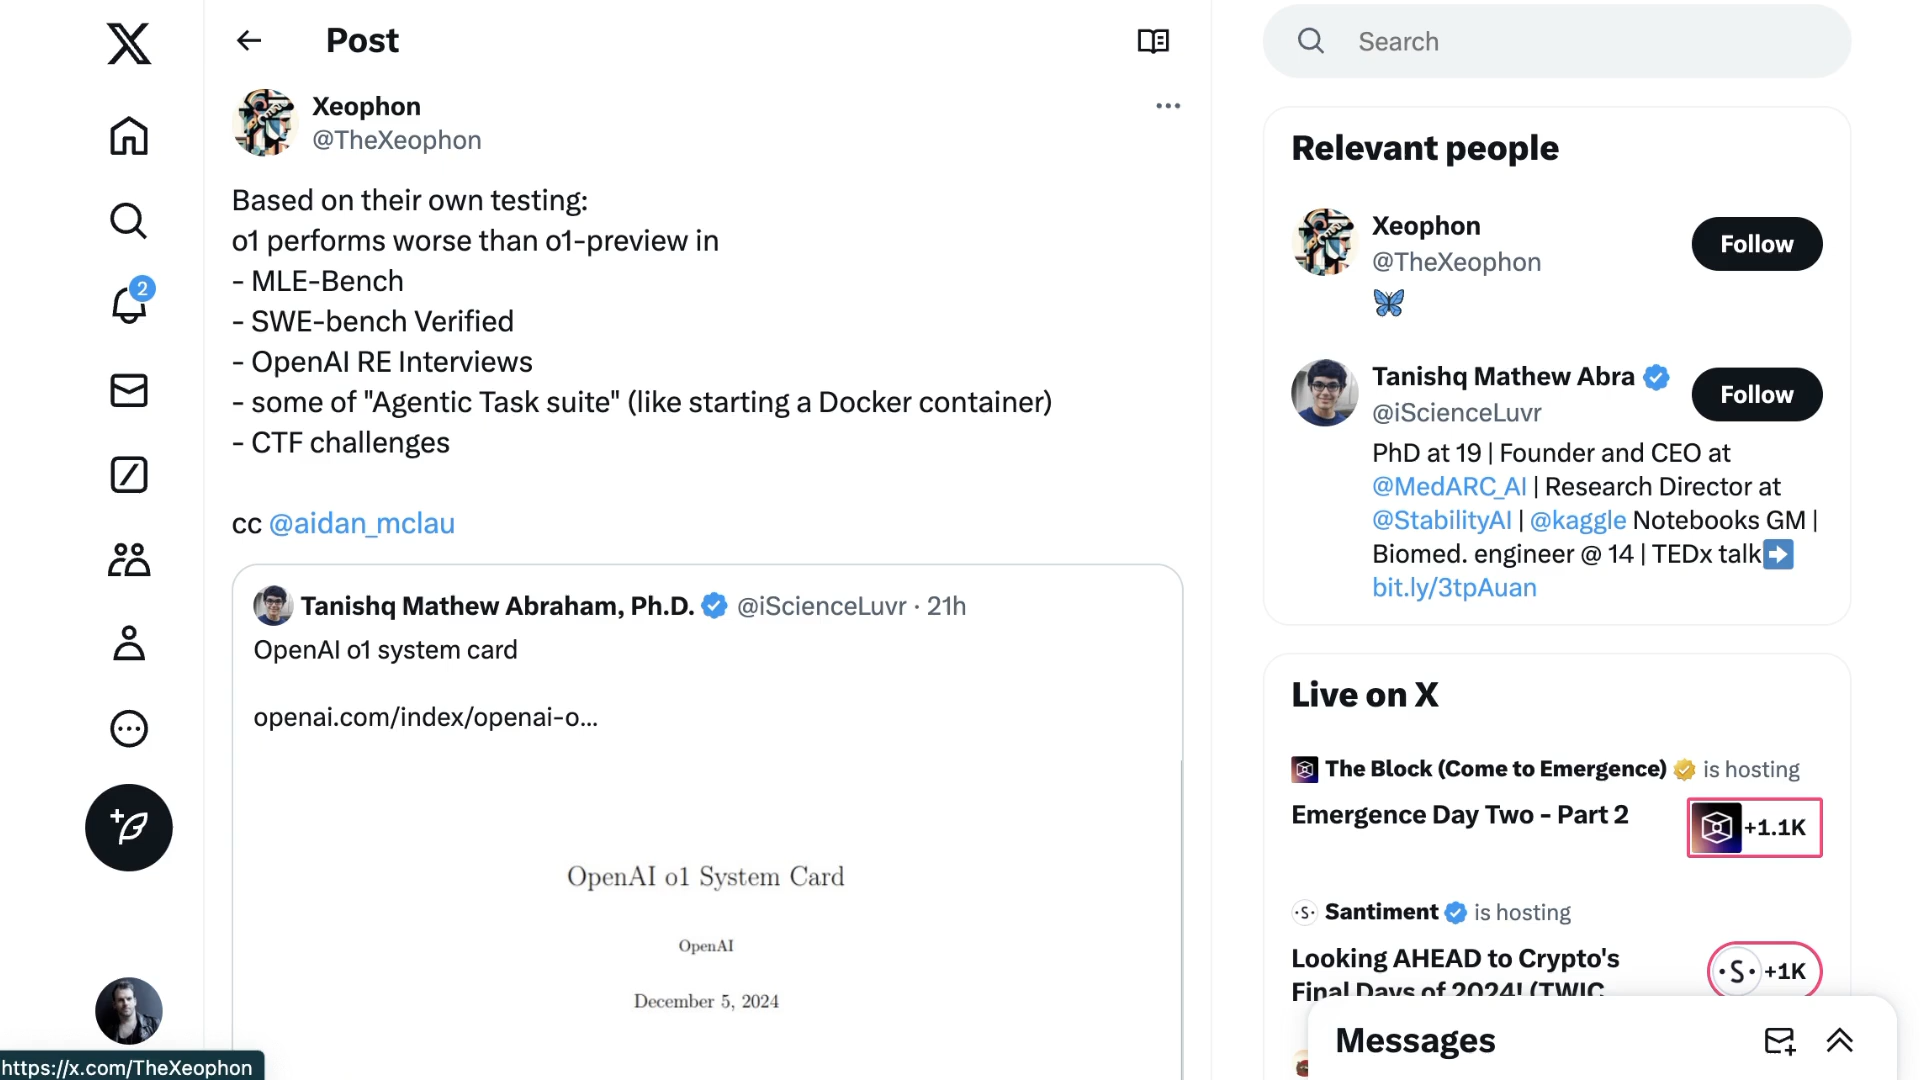 Post
Xeophon
@TheXeophon
Based on their own testing:
o1 performs worse than o1-preview in
- MLE-Bench
- SWE-bench Verified
- OpenAI RE Interviews
- some of "Agentic Task suite" (like starting a Docker container)
- CTF challenges
cc @aidan_mclau
Tanishq Mathew Abraham, Ph.D. @iScienceLuvr · 21h
OpenAI o1 system card
openai.com/index/openai-o...
OpenAI o1 System Card
OpenAI
December 5, 2024
2
https://x.com/TheXeophon
Search
Relevant people
Xeophon
@TheXeophon
Follow
Tanishq Mathew Abra
@iScienceLuvr
Follow
PhD at 19 | Founder and CEO at
@MedARC_AI | Research Director at
@StabilityAI | @kaggle Notebooks GM |
Biomed. engineer @ 14 | TEDx talk➡️
bit.ly/3tpAuan
Live on X
The Block (Come to Emergence) is hosting
Emergence Day Two - Part 2
+1.1K
·S· Santiment is hosting
Looking AHEAD to Crypto's
Final Days of 2024! (TWIC
·S· +1K
Messages